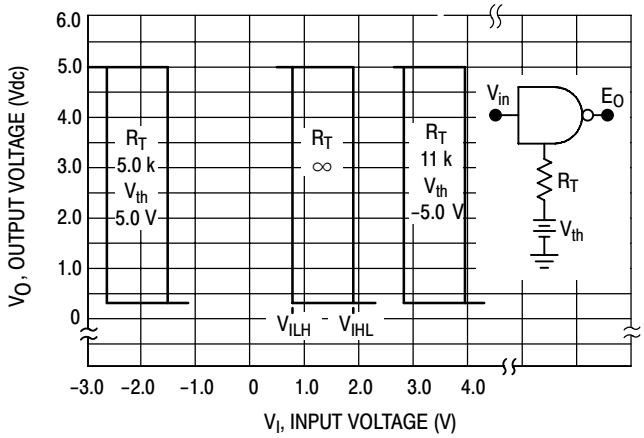 6.0
5.0
4.0
3.0
2.0
1.0
0
VO, OUTPUT VOLTAGE (Vdc)
RT
5.0 k
Vth
5.0 V
RT
∞
RT
11 k
Vth
−5.0 V
Vin
EO
RT
Vth
VILH
VIHL
−3.0 −2.0 −1.0 0 1.0 2.0 3.0 4.0
VI, INPUT VOLTAGE (V)